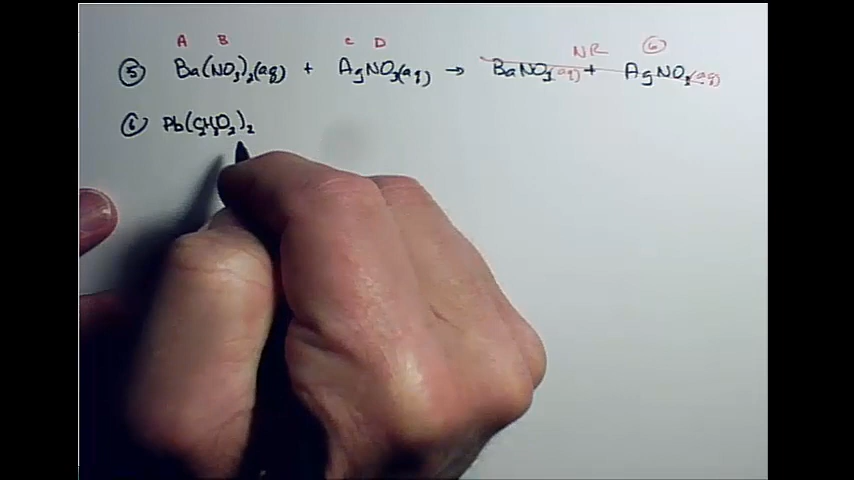 A B C D NR ⑥
⑤ Ba(NO₃)₂(aq) + AgNO₃(aq) → BaNO₃(aq) + AgNO₃(aq)
⑥ Pb(C₂H₃O₂)₂